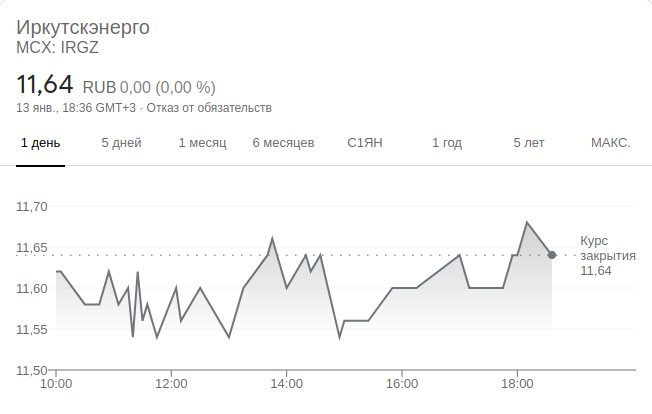 Иркутскэнерго
MCX: IRGZ
11,64 RUB 0,00 (0,00 %)
13 янв., 18:36 GMT+3 · Отказ от обязательств
1 день 5 дней 1 месяц 6 месяцев С1ЯН 1 год 5 лет МАКС.
11,70
11,65
11,60
11,55
11,50
Курс
закрытия
11,64
10:00 12:00 14:00 16:00 18:00